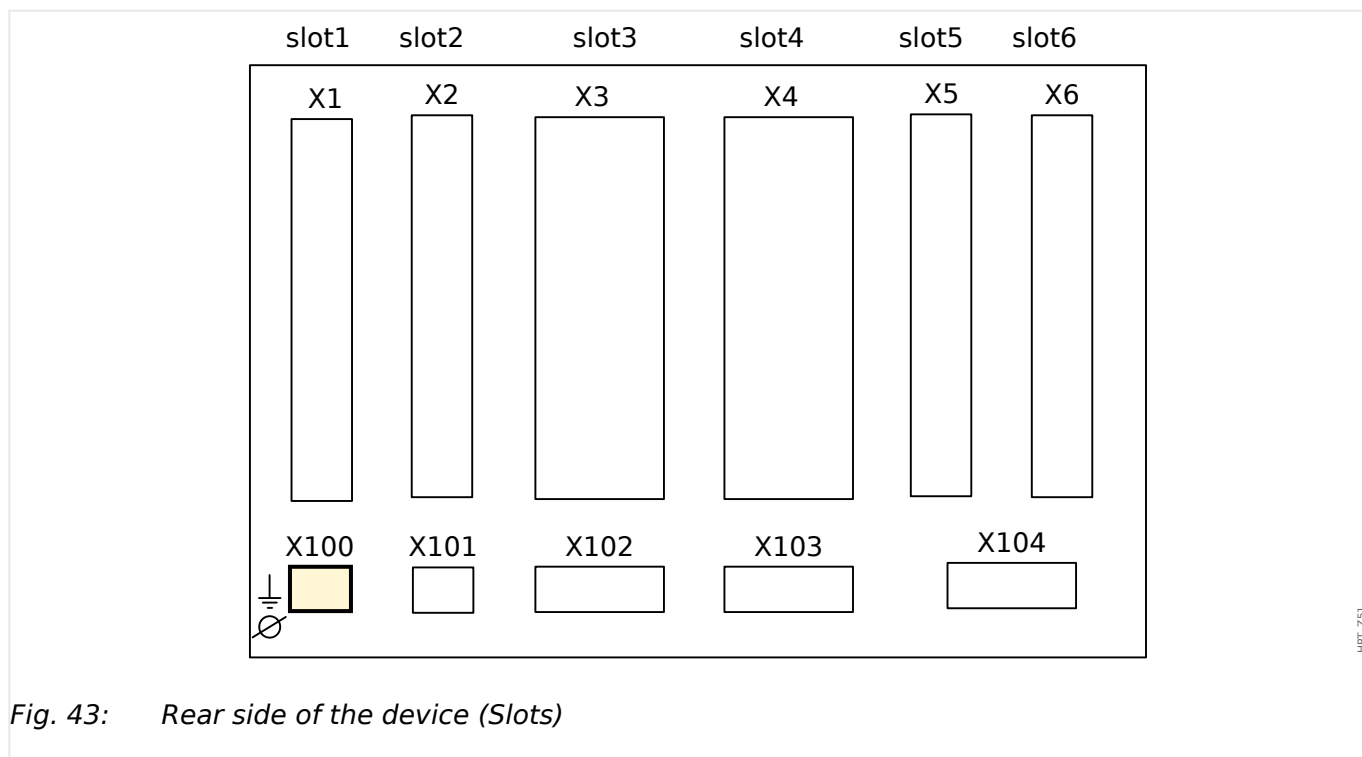 slot1 slot2 slot3 slot4 slot5 slot6
X1 X2 X3 X4 X5 X6
X100 X101 X102 X103 X104
Fig. 43: Rear side of the device (Slots)